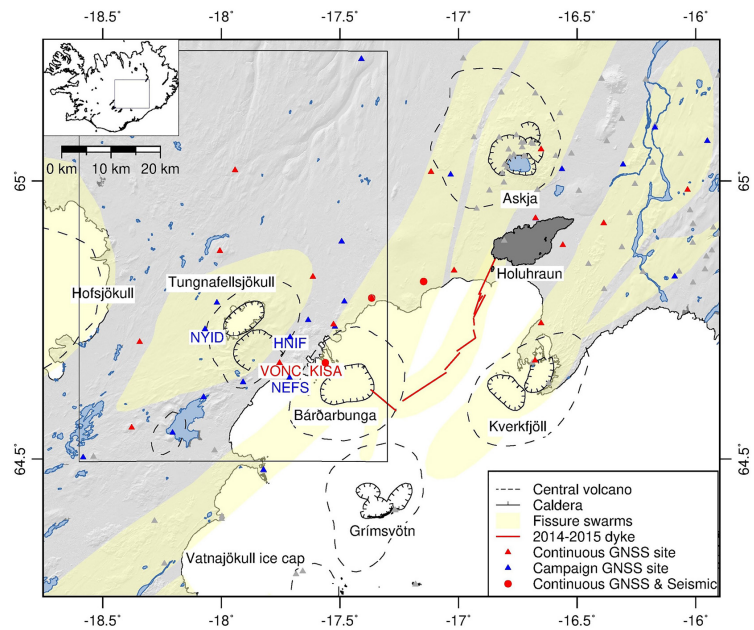 -18.5° -18° -17.5° -17° -16.5° -16°
0 km 10 km 20 km
65° 65°
Askja
Holuhraun
Hofsjökull
Tungnafellsjökull
NYID
HNIF
VONC KISA
NEFS
Bárðarbunga
Kverkfjöll
64.5° 64.5°
Grímsvötn
Vatnajökull ice cap
Central volcano
Caldera
Fissure swarms
2014-2015 dyke
Continuous GNSS site
Campaign GNSS site
Continuous GNSS & Seismic
-18.5° -18° -17.5° -17° -16.5° -16°